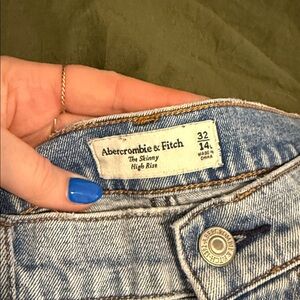 Abercrombie & Fitch
The Skinny
High Rise
32
14L
MADE IN
CHINA